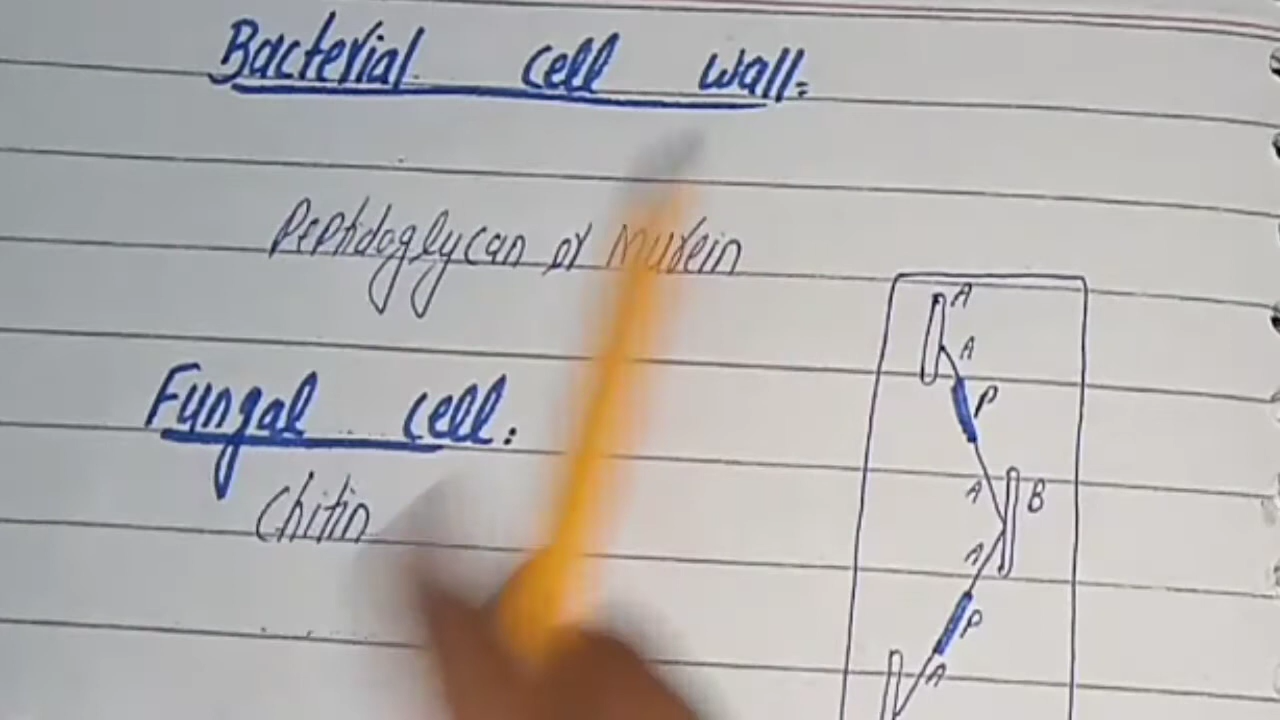 Bacterial cell wall:
Peptidoglycan or Murein
Fungal cell:
Chitin
A
A
P
A
B
A
P
A